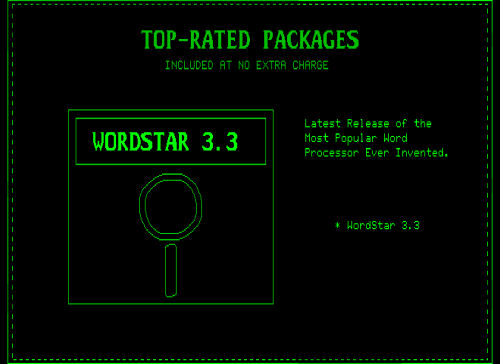 TOP-RATED PACKAGES
INCLUDED AT NO EXTRA CHARGE
WORDSTAR 3.3
Latest Release of the
Most Popular Word
Processor Ever Invented.
* WordStar 3.3